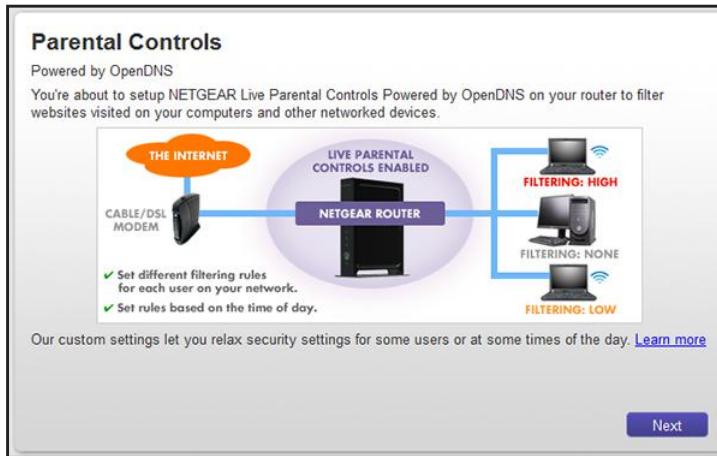 Parental Controls
Powered by OpenDNS
You're about to setup NETGEAR Live Parental Controls Powered by OpenDNS on your router to filter
websites visited on your computers and other networked devices.
THE INTERNET
LIVE PARENTAL
CONTROLS ENABLED
FILTERING: HIGH
CABLE/DSL
MODEM
NETGEAR ROUTER
FILTERING: NONE
✔ Set different filtering rules
for each user on your network.
✔ Set rules based on the time of day.
FILTERING: LOW
Our custom settings let you relax security settings for some users or at some times of the day. Learn more
Next